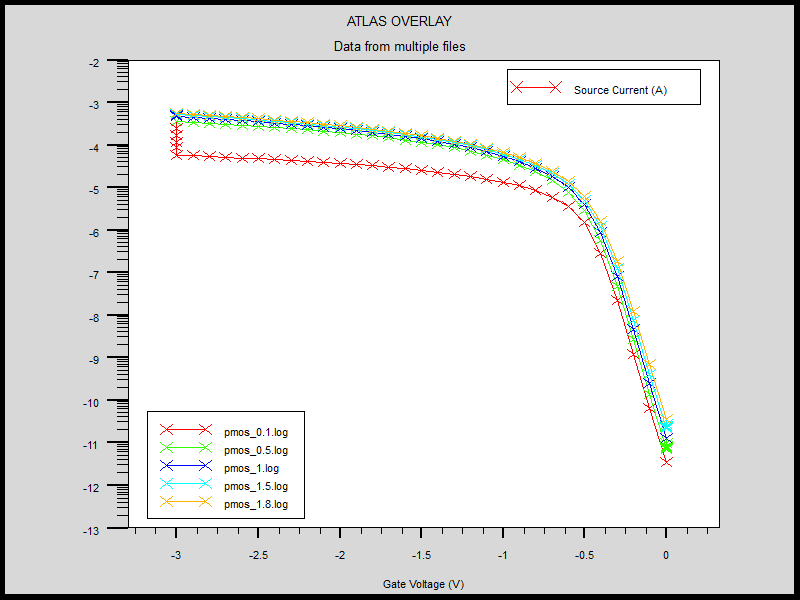 ATLAS OVERLAY
Data from multiple files
Source Current (A)
-2
-3
-4
-5
-6
-7
-8
-9
-10
-11
-12
-13
pmos_0.1.log
pmos_0.5.log
pmos_1.log
pmos_1.5.log
pmos_1.8.log
-3 -2.5 -2 -1.5 -1 -0.5 0
Gate Voltage (V)